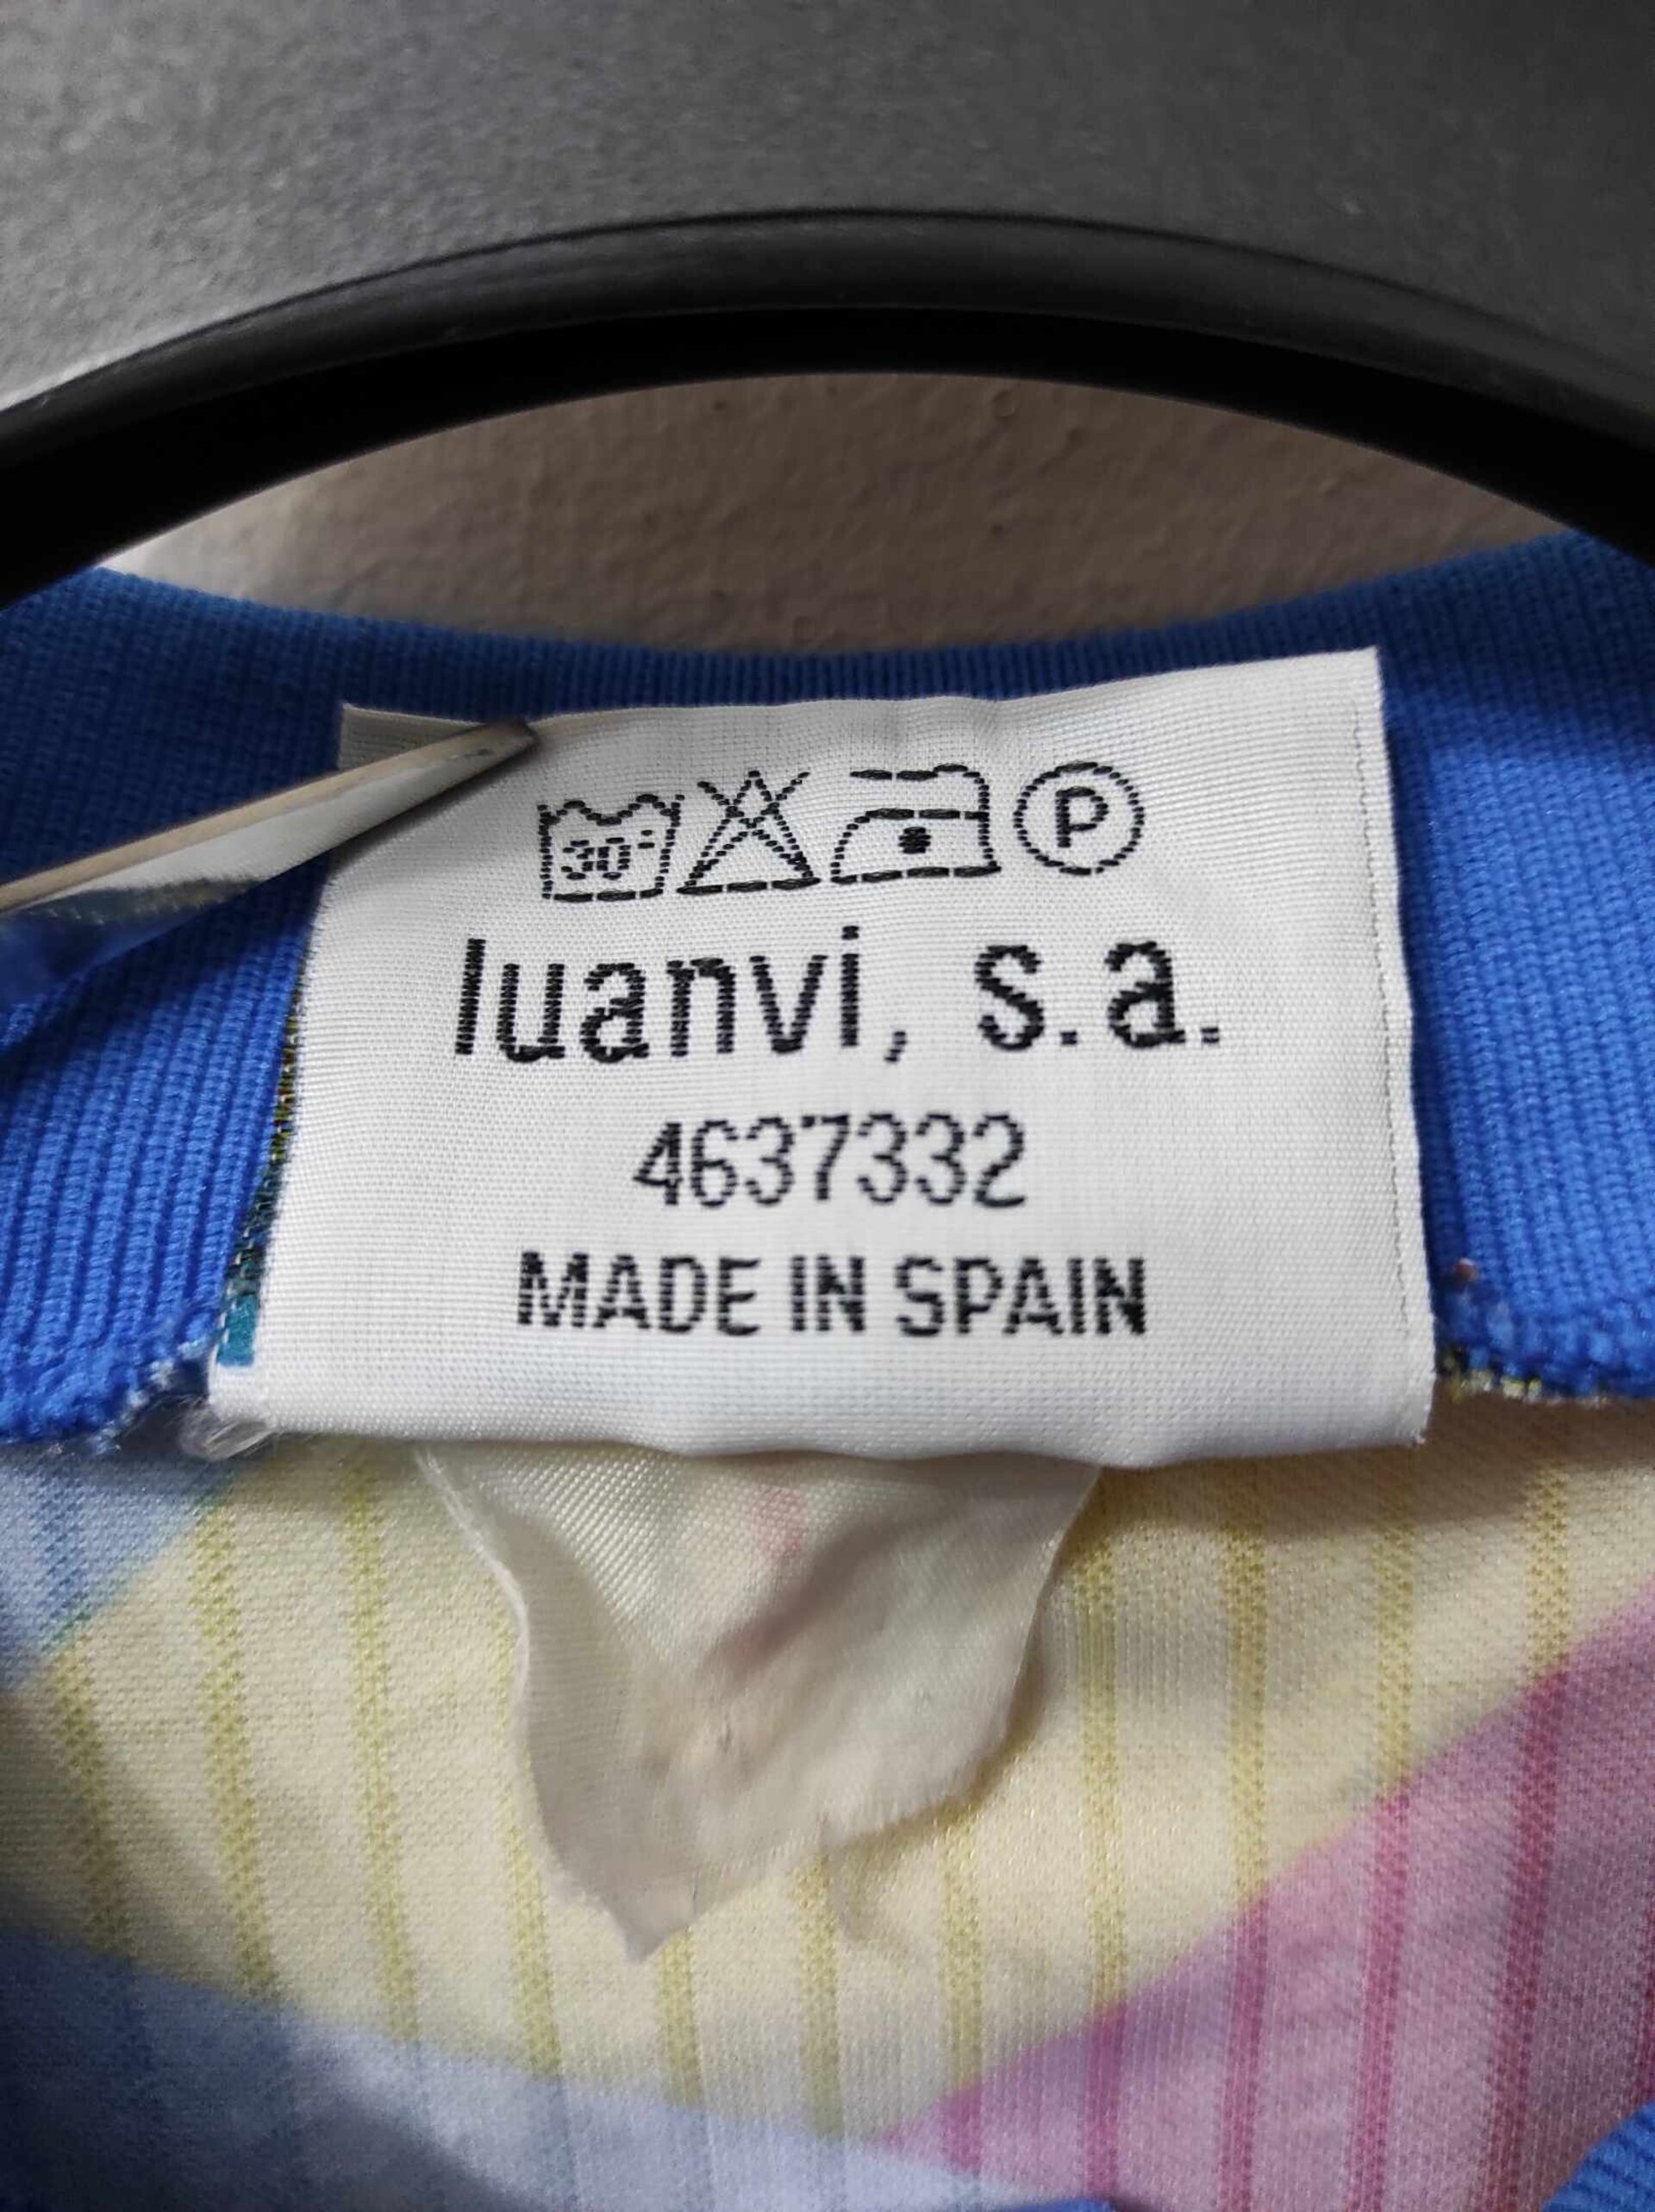 30° P
luanvi, s.a.
4637332
MADE IN SPAIN